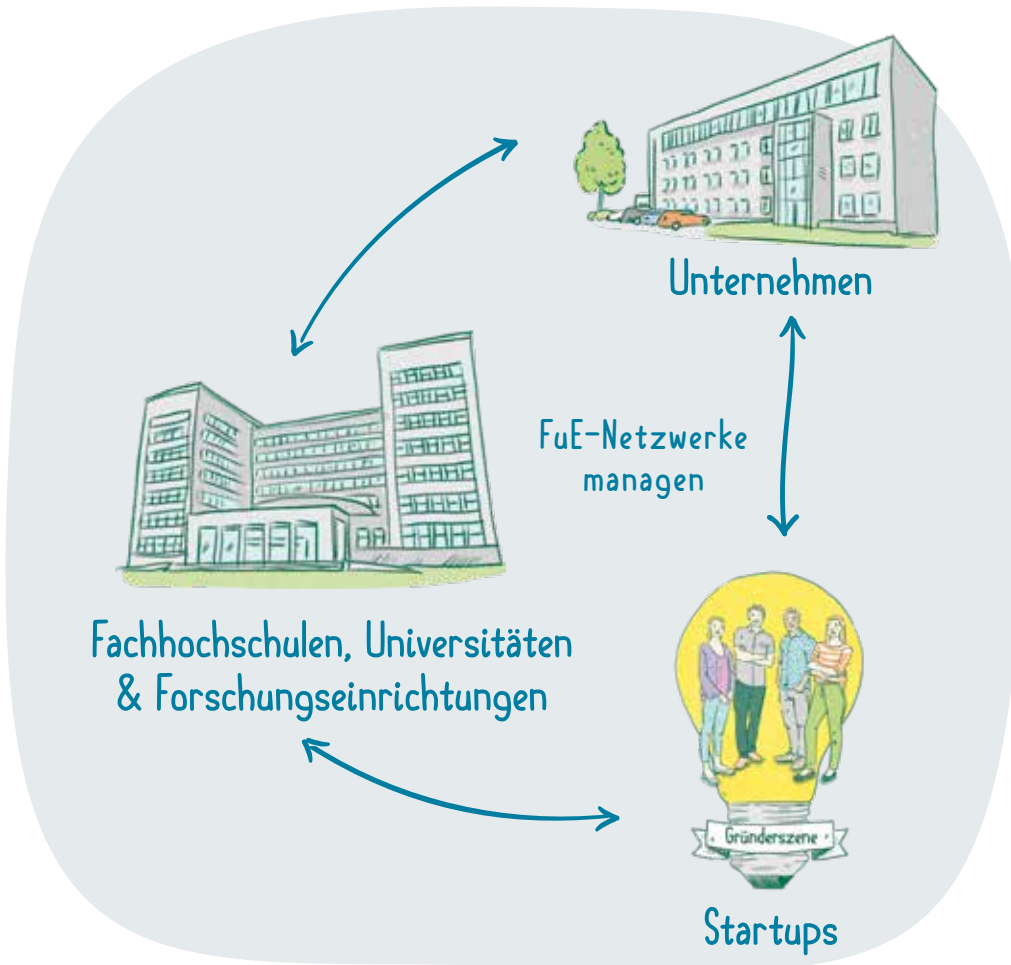 Unternehmen
FuE-Netzwerke
managen
Fachhochschulen, Universitäten
& Forschungseinrichtungen
Gründerszene
Startups